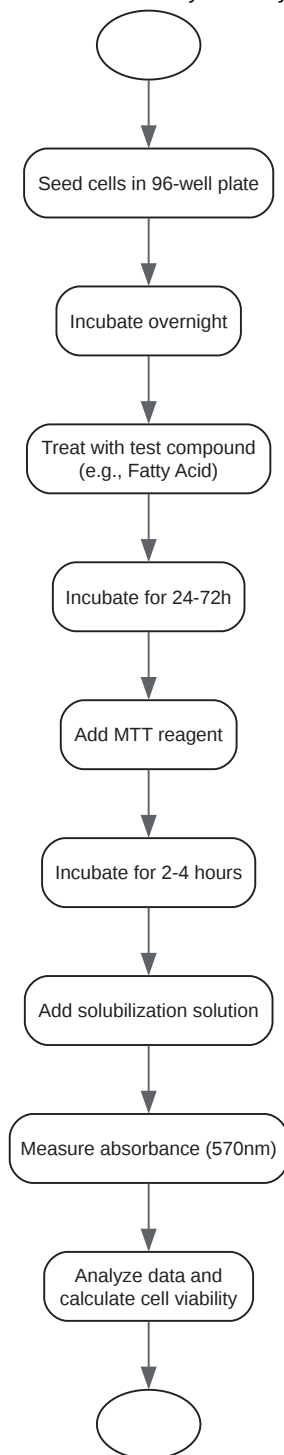 Seed cells in 96-well plate
Incubate overnight
Treat with test compound
(e.g., Fatty Acid)
Incubate for 24-72h
Add MTT reagent
Incubate for 2-4 hours
Add solubilization solution
Measure absorbance (570nm)
Analyze data and
calculate cell viability